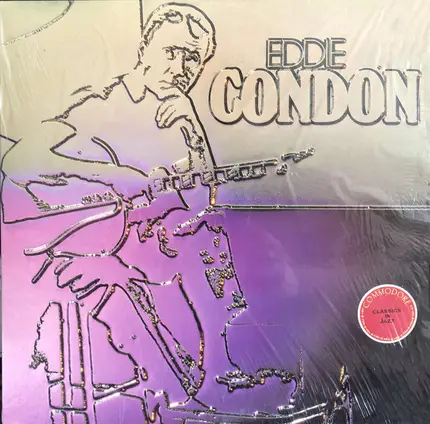 EDDIE
CONDON
COMMODORE
CLASSICS
IN
JAZZ